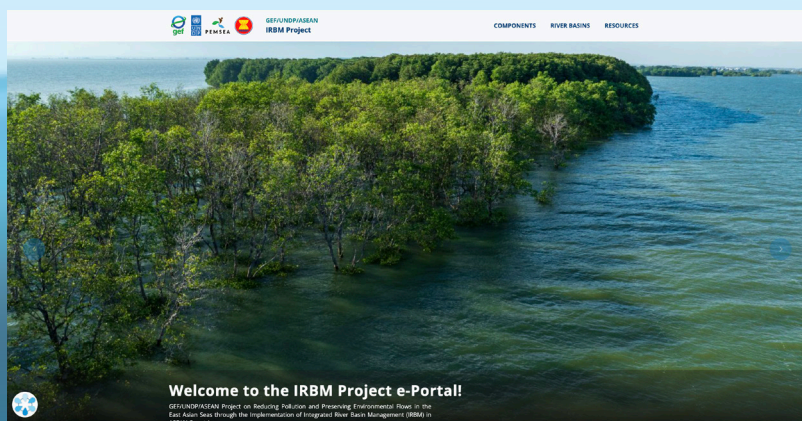 gef
PEMSEA
GEF/UNDP/ASEAN
IRBM Project
COMPONENTS
RIVER BASINS
RESOURCES
Welcome to the IRBM Project e-Portal!
GEF/UNDP/ASEAN Project on Reducing Pollution and Preserving Environmental Flows in the
East Asian Seas through the Implementation of Integrated River Basin Management (IRBM) in